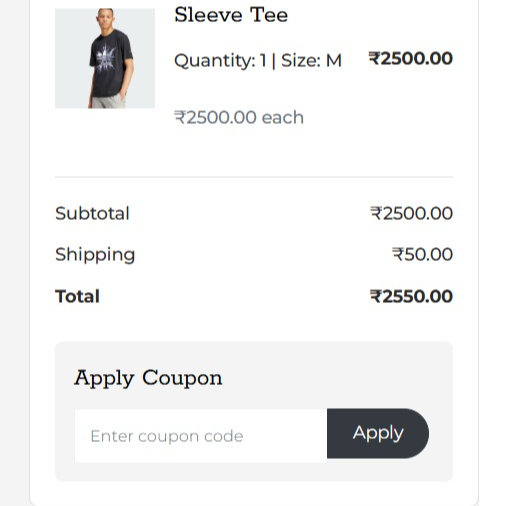 Sleeve Tee
Quantity: 1 | Size: M ₹2500.00
₹2500.00 each
Subtotal ₹2500.00
Shipping ₹50.00
Total ₹2550.00
Apply Coupon
Enter coupon code Apply